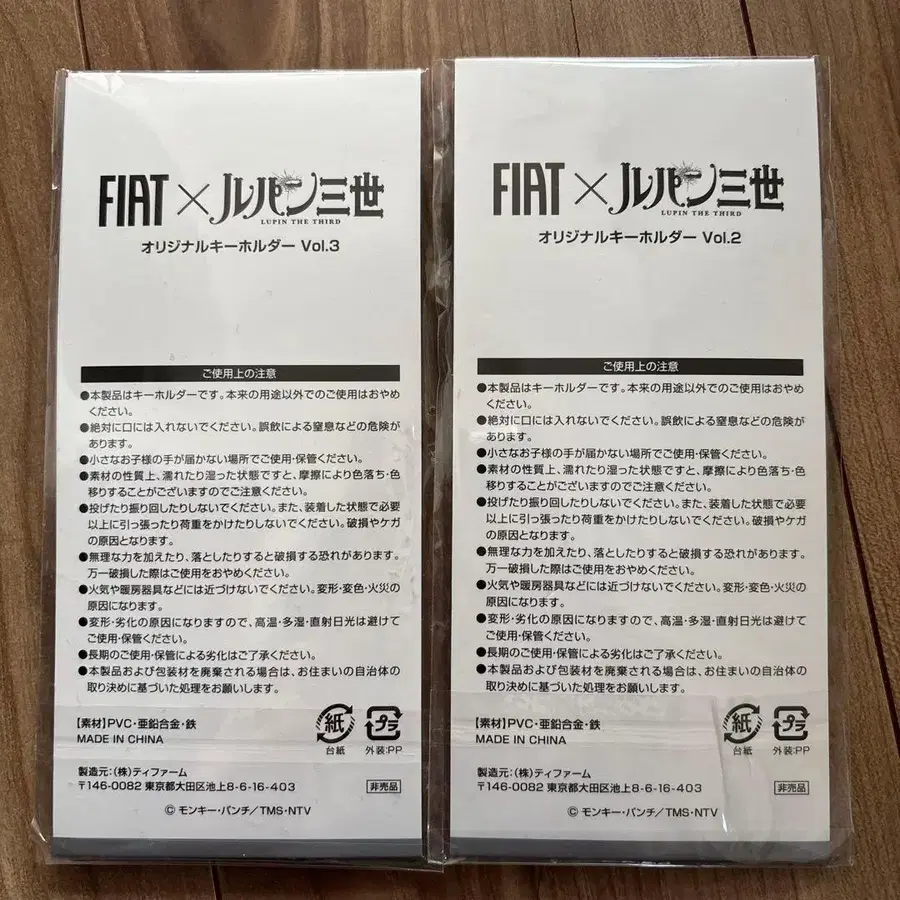 FIAT×ルパン三世
LUPIN THE THIRD
オリジナルキーホルダー Vol.3
ご使用上の注意
●本製品はキーホルダーです。本来の用途以外でのご使用はおやめ
ください。
●絶対に口には入れないでください。誤飲による窒息などの危険が
あります。
●小さなお子様の手が届かない場所でご使用・保管ください。
●素材の性質上、濡れたり湿った状態ですと、摩擦により色落ち・色
移りすることがございますのでご注意ください。
●投げたり振り回したりしないでください。また、装着した状態で必要
以上に引っ張ったり荷重をかけたりしないでください。破損やケガ
の原因となります。
●無理な力を加えたり、落としたりすると破損する恐れがあります。
万一破損した際はご使用をおやめください。
●火気や暖房器具などには近づけないでください。変形・変色・火災の
原因になります。
●変形・劣化の原因になりますので、高温・多湿・直射日光は避けて
ご使用・保管ください。
●長期のご使用・保管による劣化はご了承ください。
●本製品および包装材を廃棄される場合は、お住まいの自治体の
取り決めに基づいた処理をお願いします。
【素材】PVC・亜鉛合金・鉄
MADE IN CHINA
紙
台紙
プラ
外装:PP
製造元:(株)ティファーム
〒146-0082 東京都大田区池上8-6-16-403
非売品
© モンキー・パンチ/TMS・NTV
FIAT×ルパン三世
LUPIN THE THIRD
オリジナルキーホルダー Vol.2
ご使用上の注意
●本製品はキーホルダーです。本来の用途以外でのご使用はおやめ
ください。
●絶対に口には入れないでください。誤飲による窒息などの危険が
あります。
●小さなお子様の手が届かない場所でご使用・保管ください。
●素材の性質上、濡れたり湿った状態ですと、摩擦により色落ち・色
移りすることがございますのでご注意ください。
●投げたり振り回したりしないでください。また、装着した状態で必要
以上に引っ張ったり荷重をかけたりしないでください。破損やケガ
の原因となります。
●無理な力を加えたり、落としたりすると破損する恐れがあります。
万一破損した際はご使用をおやめください。
●火気や暖房器具などには近づけないでください。変形・変色・火災の
原因になります。
●変形・劣化の原因になりますので、高温・多湿・直射日光は避けて
ご使用・保管ください。
●長期のご使用・保管による劣化はご了承ください。
●本製品および包装材を廃棄される場合は、お住まいの自治体の
取り決めに基づいた処理をお願いします。
【素材】PVC・亜鉛合金・鉄
MADE IN CHINA
紙
台紙
プラ
外装:PP
製造元:(株)ティファーム
〒146-0082 東京都大田区池上8-6-16-403
非売品
© モンキー・パンチ/TMS・NTV